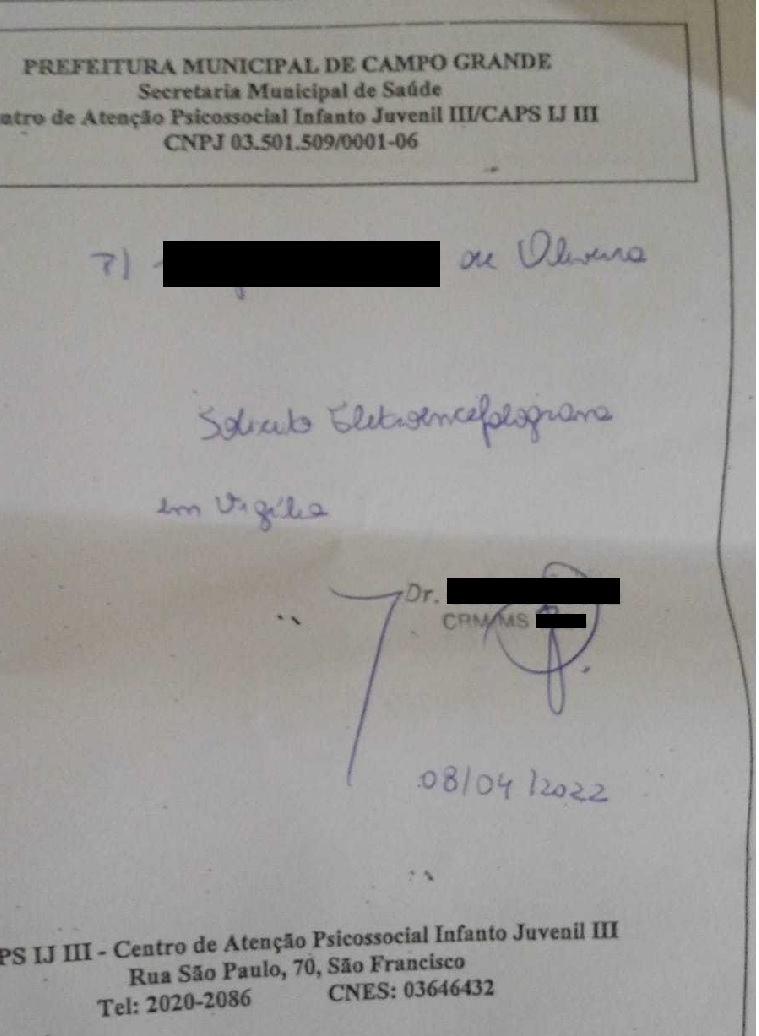 PREFEITURA MUNICIPAL DE CAMPO GRANDE
Secretaria Municipal de Saúde
ntro de Atenção Psicossocial Infanto Juvenil III/CAPS IJ III
CNPJ 03.501.509/0001-06
P/ de Oliveira
Solicito Eletroencefalograma
em Vigília
Dr.
CRM/MS
08/04/2022
PS IJ III - Centro de Atenção Psicossocial Infanto Juvenil III
Rua São Paulo, 70, São Francisco
Tel: 2020-2086 CNES: 03646432